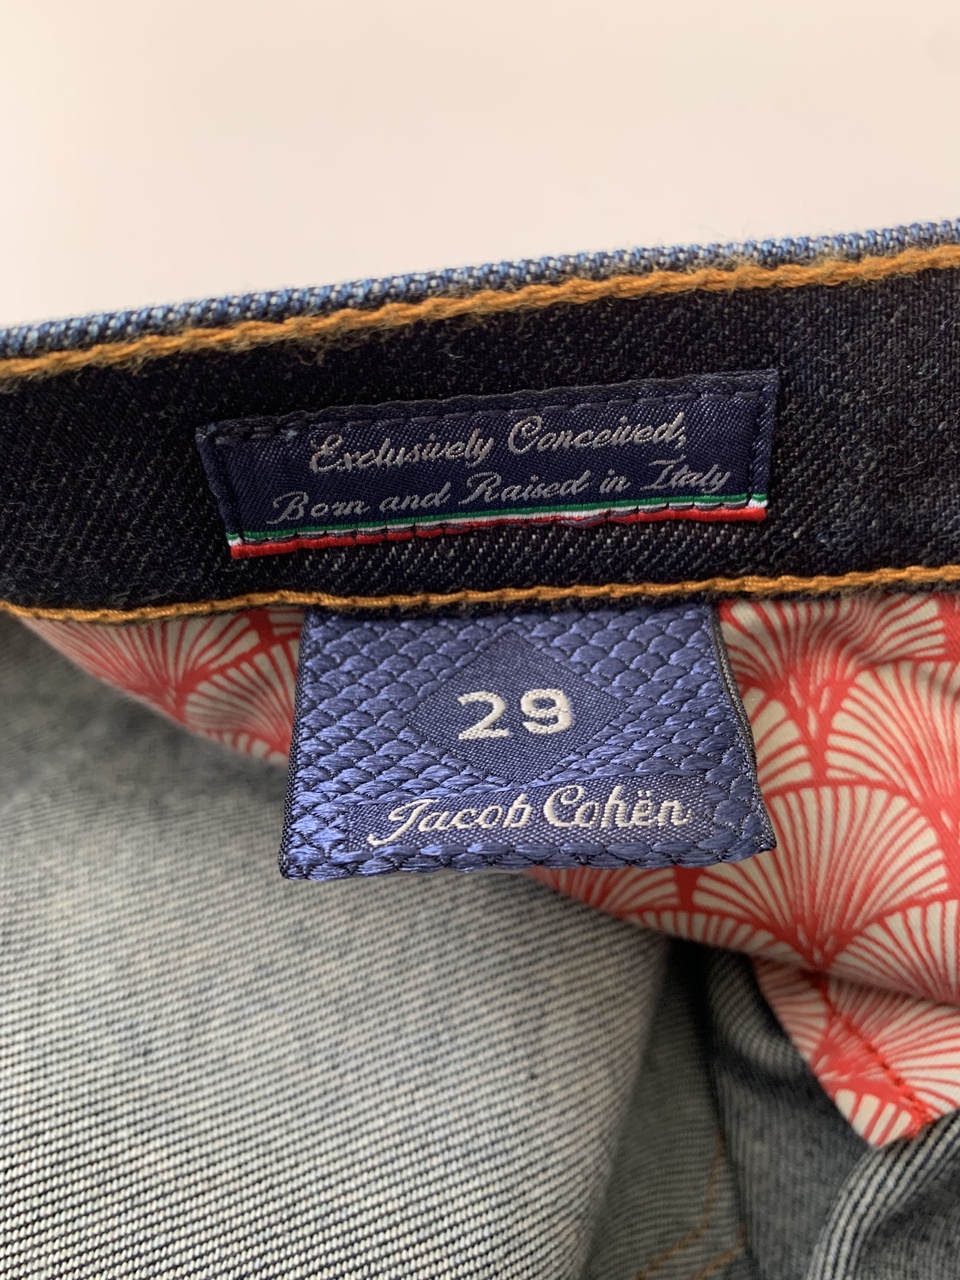 Exclusively Conceived,
Born and Raised in Italy
29
Jacob Cohën